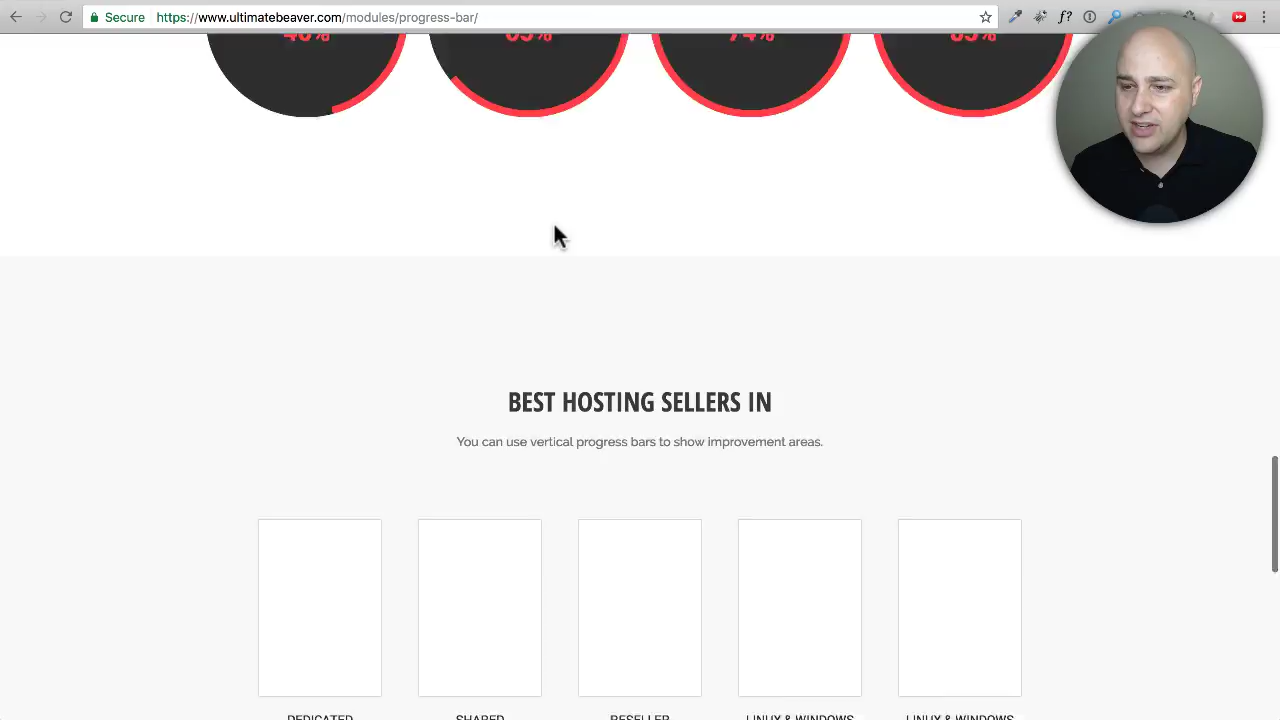 Secure https://www.ultimatebeaver.com/modules/progress-bar/
f?
74%
BEST HOSTING SELLERS IN
You can use vertical progress bars to show improvement areas.
DEDICATED SHARED RESELLER LINUX & WINDOWS LINUX & WINDOWS